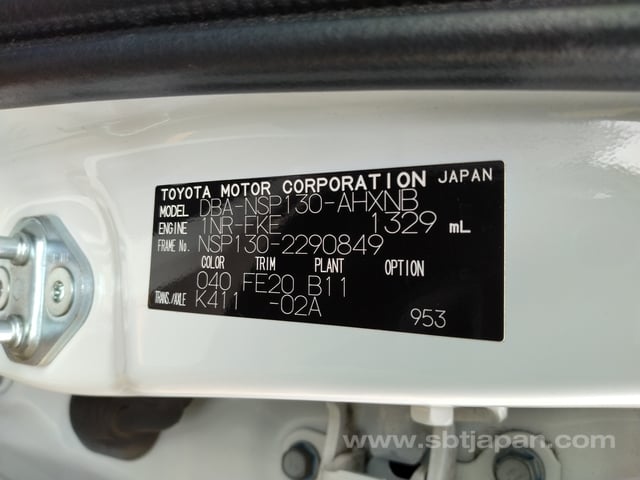 TOYOTA MOTOR CORPORATION JAPAN
MODEL DBA-NSP130-AHXNB
ENGINE 1NR-FKE 1329 mL
FRAME No. NSP130-2290849
COLOR TRIM PLANT OPTION
040 FE20 B11
TRANS./AXLE K411 -02A
953
www.sbtjapan.com